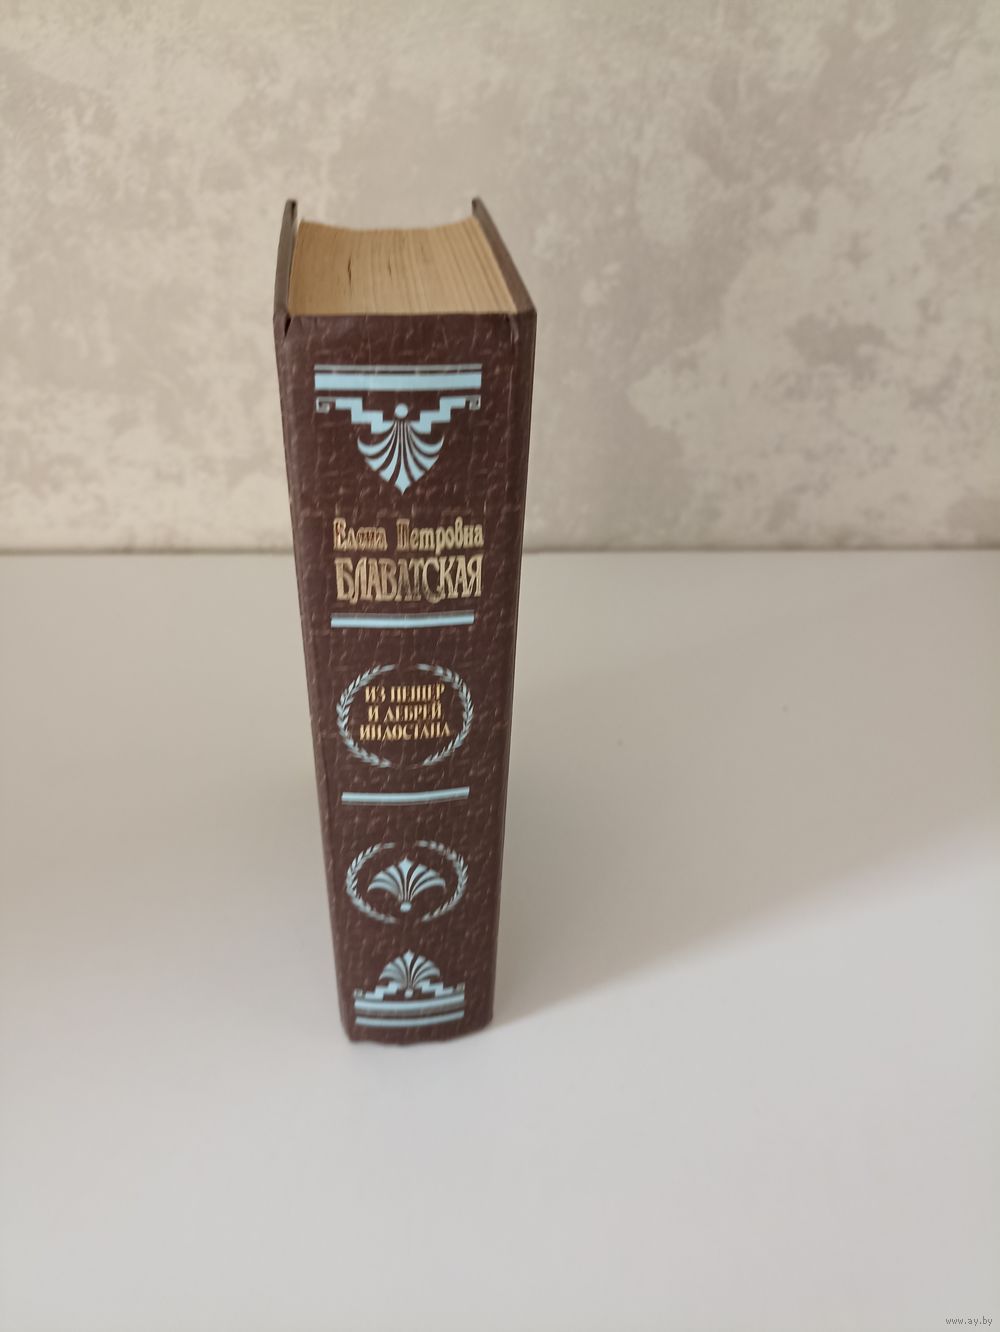 Елена Петровна
БЛАВАТСКАЯ
ИЗ ПЕЩЕР
И ДЕБРЕЙ
ИНДОСТАНА
www.ay.by